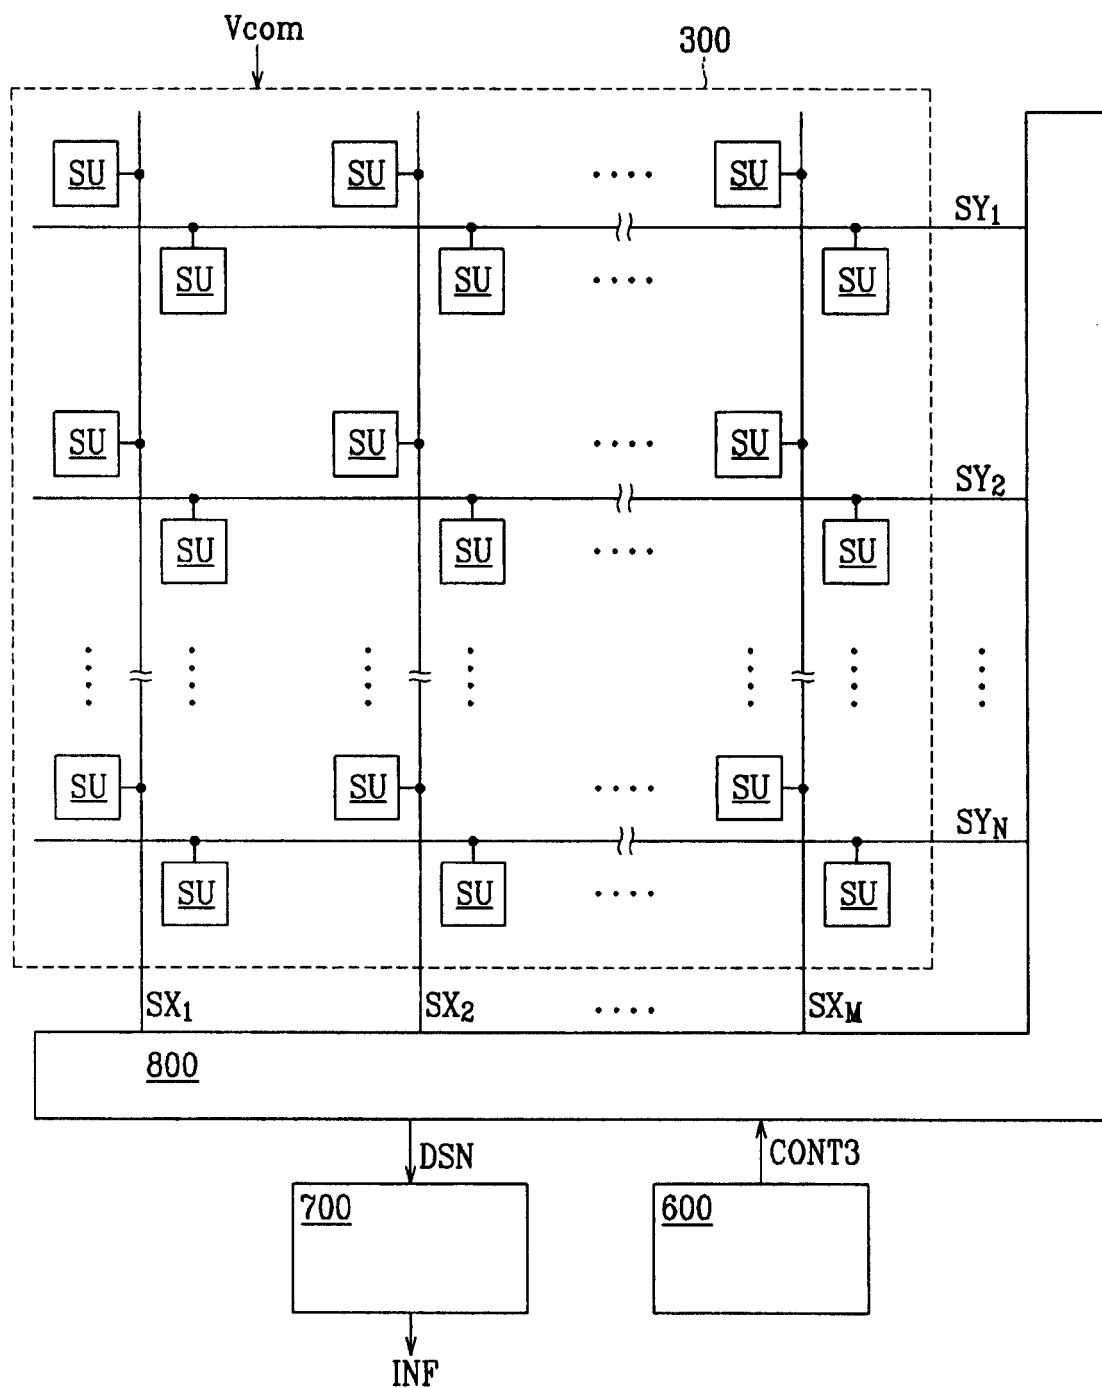 Vcom
300
SU SU SU
SY1
SU SU SU
SU SU SU
SY2
SU SU SU
SU SU SU
SYN
SU SU SU
SX1 SX2 SXM
800
DSN CONT3
700 600
INF